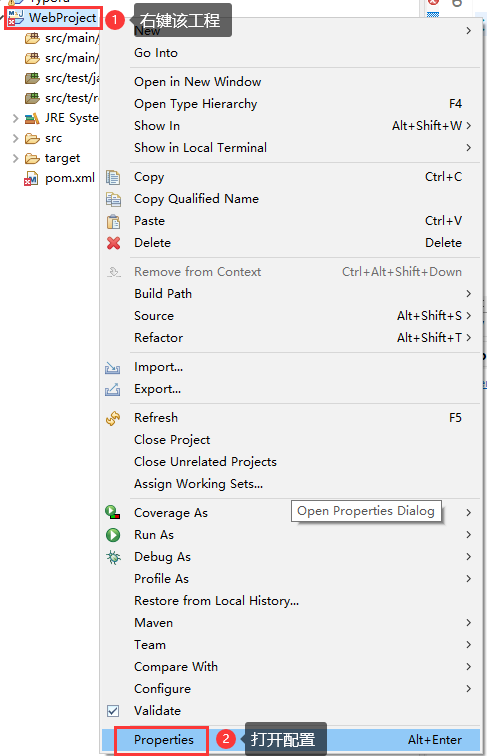 WebProject
1 右键该工程
src/main/
src/main/
src/test/ja
src/test/r
JRE Syste
src
target
pom.xml
New
Go Into
Open in New Window
Open Type Hierarchy F4
Show In Alt+Shift+W
Show in Local Terminal
Copy Ctrl+C
Copy Qualified Name
Paste Ctrl+V
Delete Delete
Remove from Context Ctrl+Alt+Shift+Down
Build Path
Source Alt+Shift+S
Refactor Alt+Shift+T
Import...
Export...
Refresh F5
Close Project
Close Unrelated Projects
Assign Working Sets...
Open Properties Dialog
Coverage As
Run As
Debug As
Profile As
Restore from Local History...
Maven
Team
Compare With
Configure
Validate
Properties Alt+Enter
2 打开配置